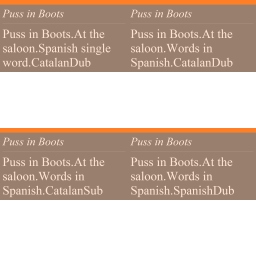 Puss in Boots
Puss in Boots.At the
saloon.Spanish single
word.CatalanDub
Puss in Boots
Puss in Boots.At the
saloon.Words in
Spanish.CatalanDub
Puss in Boots
Puss in Boots.At the
saloon.Words in
Spanish.CatalanSub
Puss in Boots
Puss in Boots.At the
saloon.Words in
Spanish.SpanishDub